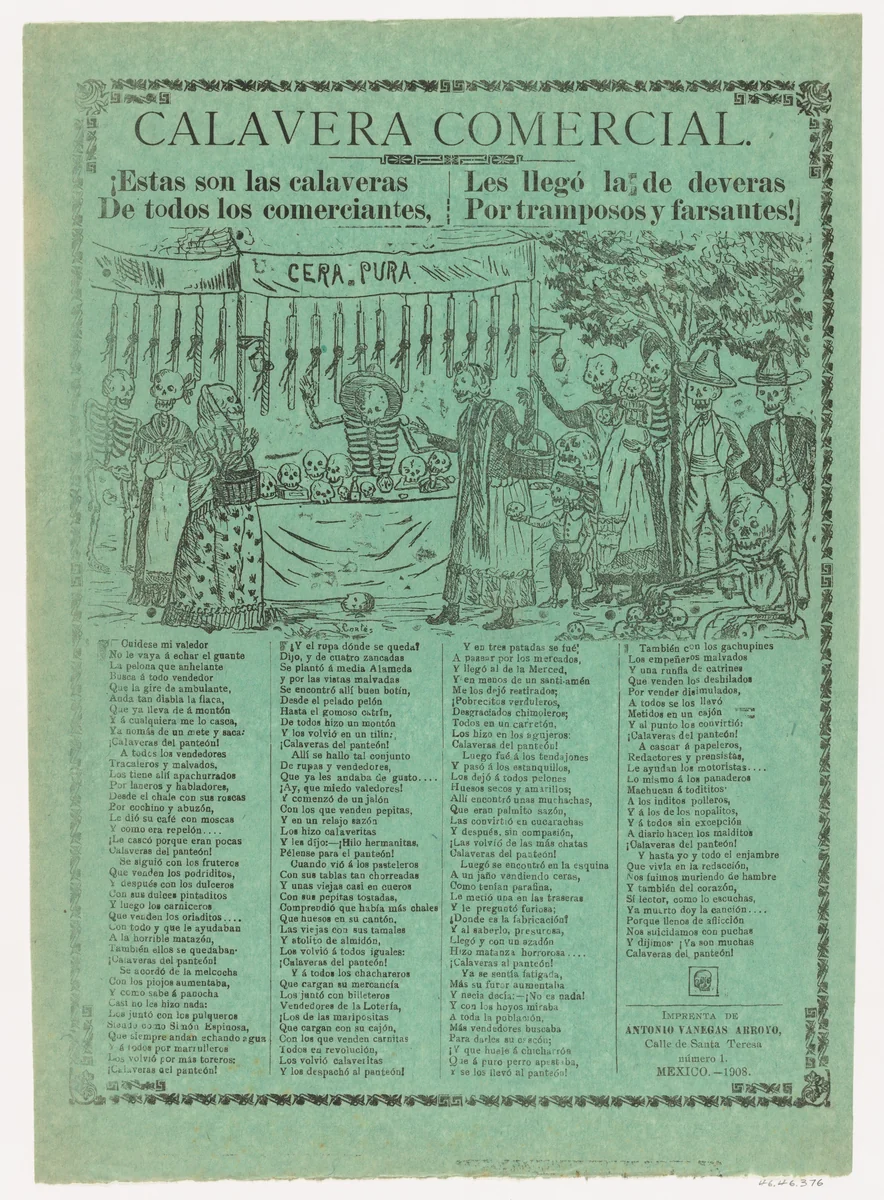 CALAVERA COMERCIAL.
¡Estas son las calaveras
De todos los comerciantes,
Les llegó la de deveras
Por tramposos y farsantes!
CERA PURA
Cortés
Cuidese mi valedor
No le vaya á echar el guante
La pelona que anhelante
Busca á todo vendedor
Que la gire de ambulante,
Anda tan diabla la flaca,
Que ya lleva de á montón
Y á cualquiera me lo casca,
Ya nomás de un mete y saca:
¡Calaveras del panteón!
A todos los vendedores
Tracaleros y malvados,
Los tiene allí apachurrados
Por laneros y habladores,
Desde el chale con sus roscas
Por cochino y abuzón,
Le dió su café con moscas
Y como era repelón....
¡Le cascó porque eran pocas
Calaveras del panteón!
Se siguió con los fruteros
Que venden los podriditos,
Y después con los dulceros
Con sus dulces pintaditos
Y luego los carniceros
Que venden los oriaditos....
Con todo y que le ayudaban
A la horrible matazón,
También ellos se quedaban·
¡Calaveras del panteón!
Se acordó de la melcocha
Con los piojos aumentaba,
Y como sabe á panocha
Casi no les hizo nada:
Los juntó con los pulqueros
Siendo como Simón Espinosa,
Que siempre andan echando agua
Y á todos por marrulleros
Los volvió por más toreros:
¡Calaveras del panteón!
¡Y el ropa dónde se queda?
Dijo, y de cuatro zancadas
Se plantó á media Alameda
y por las vistas malvadas
Se encontró allí buen botín,
Desde el pelado pelón
Hasta el gomoso catrín,
De todos hizo un montón
Y los volvió en un tilin:
¡Calaveras del panteón!
Allí se hallo tal conjunto
De rupas y vendedores,
Que ya les andaba de gusto....
¡Ay, que miedo valedores!
Y comenzó de un jalón
Con los que venden pepitas,
Y en un relajo sazón
Los hizo calaveritas
Y les dijo:—¡Hilo hermanitas,
Pélense para el panteón!
Cuando vió á los pasteleros
Con sus tablas tan chorreadas
Y unas viejas casi en cueros
Con sus pepitas tostadas,
Comprendió que había más chales
Que huesos en su cantón,
Las viejas con sus tamales
Y atolito de almidón,
Los volvió á todos iguales:
¡Calaveras del panteón!
Y á todos los chachareros
Que cargan su mercancía
Los juntó con billeteros
Vendedores de la Lotería,
¡Los de las maripositas
Que cargan con su cajón,
Con los que venden carnitas
Todos en revolución,
Los volvió calaveritas
Y los despachó al panteón!
Y en tres patadas se fué,
A pasear por los mercados,
Y llegó al de la Merced,
Y en menos de un santi-amén
Me los dejó restirados;
¡Pobrecitos verduleros,
Desgraciados chimoleros;
Todos en un carretón,
Los hizo en los agujeros:
Calaveras del panteón!
Luego fué á los tendajones
Y pasó á los estanquillos,
Los dejó á todos pelones
Huesos secos y amarillos;
Allí encontró unas muchachas,
Que eran palmito sazón,
Las convirtió en cucarachas
Y después, sin compasión,
¡Las volvió de las más chatas
Calaveras del panteón!
Luego se encontró en la esquina
A un jaño vendiendo ceras,
Como tenían parafina,
Le metió una en las traseras
Y le preguntó furiosa:
¿Donde es la fabricación?
Y al saberlo, presurosa,
Llegó y con un azadón
Hizo matanza horrorosa....
¡Calaveras al panteón!
Ya se sentía fatigada,
Más su furor aumentaba
Y necia decía:—¡No es nada!
Y con los hoyos miraba
A toda la población,
Más vendedores buscaba
Para darles su coscón;
¡Y que huele á chicharrón
Que á puro perro apestaba,
Y se los llevó al panteón!
También con los gachupines
Los empeñeros malvados
Y una runfla de catrines
Que venden los deshilados
Por vender disimulados,
A todos se los llevó
Metidos en un cajón
Y al punto los convirtió:
¡Calaveras del panteón!
A cascar á papeleros,
Redactores y prensistas,
Le ayudan los motoristas....
Lo mismo á los panaderos
Machucan á toditos·
A los inditos polleros,
Y á los de los nopalitos,
Y á todos sin excepción
A diario hacen los malditos
¡Calaveras del panteón!
Y hasta yo y todo el enjambre
Que vivía en la redacción,
Nos fuimos muriendo de hambre
Y también del corazón,
Si lector, como lo escuchas,
Ya muerto doy la canción....
Porque llenos de aflicción
Nos suicidamos con puchas
Y dijimos· ¡Ya son muchas
Calaveras del panteón!
IMPRENTA DE
ANTONIO VANEGAS ARROYO,
Calle de Santa Teresa
número 1.
MEXICO.—1908.
46.46.376